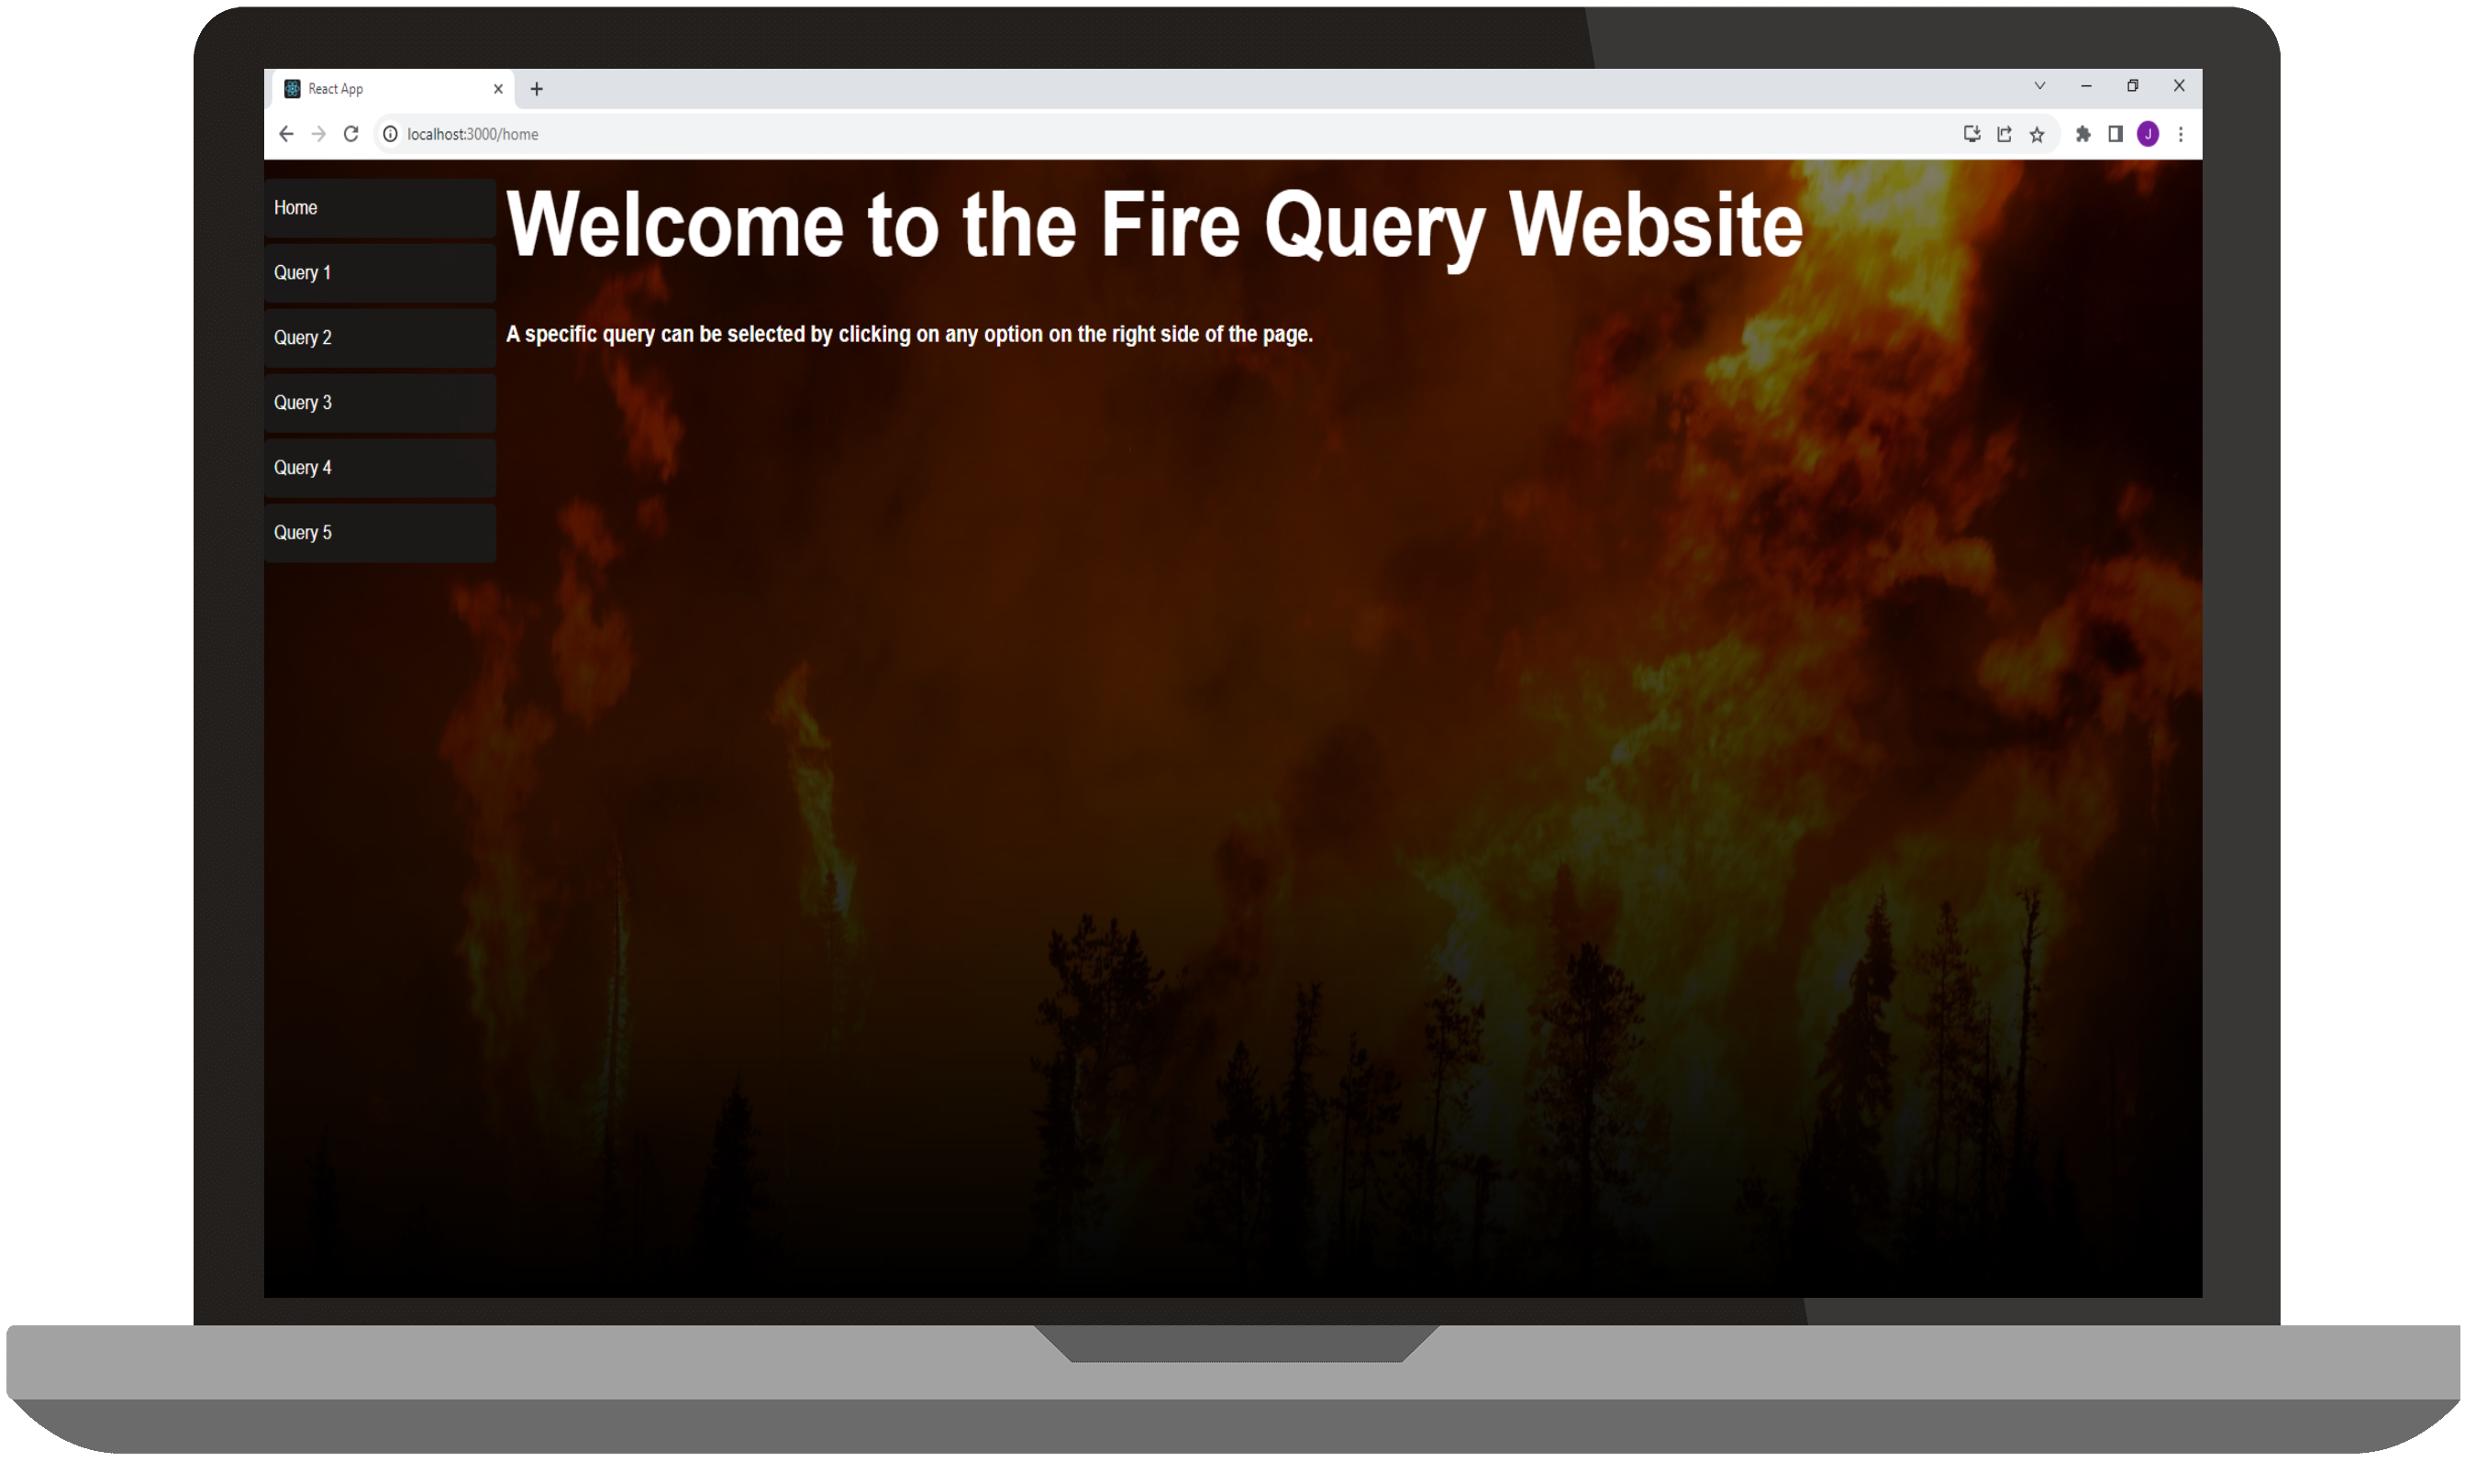 React App
localhost:3000/home
J
Home
Query 1
Query 2
Query 3
Query 4
Query 5
Welcome to the Fire Query Website
A specific query can be selected by clicking on any option on the right side of the page.